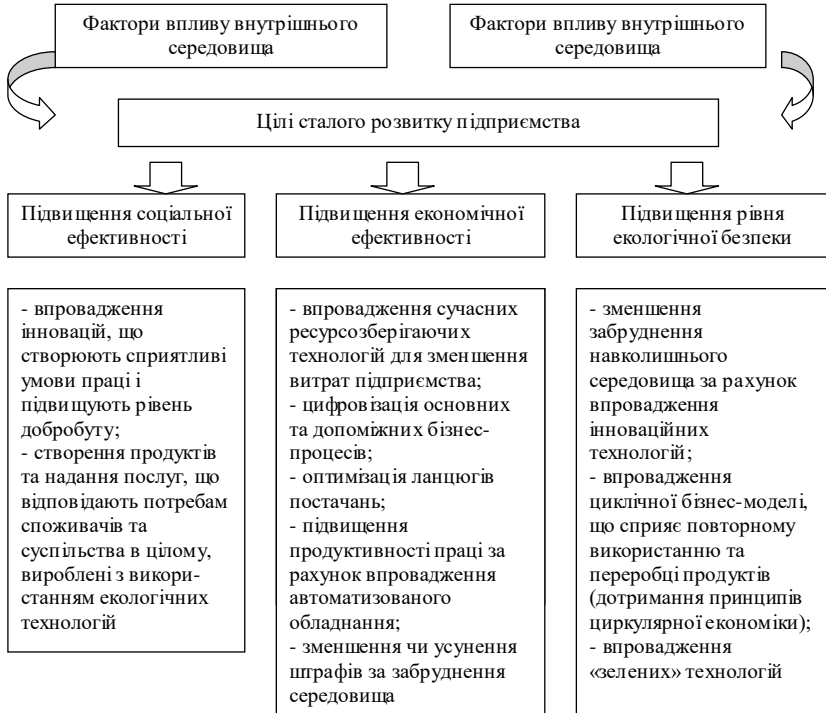 Фактори впливу внутрішнього
середовища
Фактори впливу внутрішнього
середовища
Цілі сталого розвитку підприємства
Підвищення соціальної
ефективності
Підвищення економічної
ефективності
Підвищення рівня
екологічної безпеки
- впровадження
інновацій, що
створюють сприятливі
умови праці і
підвищують рівень
добробуту;
- створення продуктів
та надання послуг, що
відповідають потребам
споживачів та
суспільства в цілому,
вироблені з викори-
станням екологічних
технологій
- впровадження сучасних
ресурсозберігаючих
технологій для зменшення
витрат підприємства;
- цифровізація основних
та допоміжних бізнес-
процесів;
- оптимізація ланцюгів
постачань;
- підвищення
продуктивності праці за
рахунок впровадження
автоматизованого
обладнання;
- зменшення чи усунення
штрафів за забруднення
середовища
- зменшення
забруднення
навколишнього
середовища за рахунок
впровадження
інноваційних
технологій;
- впровадження
циклічної бізнес-моделі,
що сприяє повторному
використанню та
переробці продуктів
(дотримання принципів
циркулярної економіки);
- впровадження
«зелених» технологій